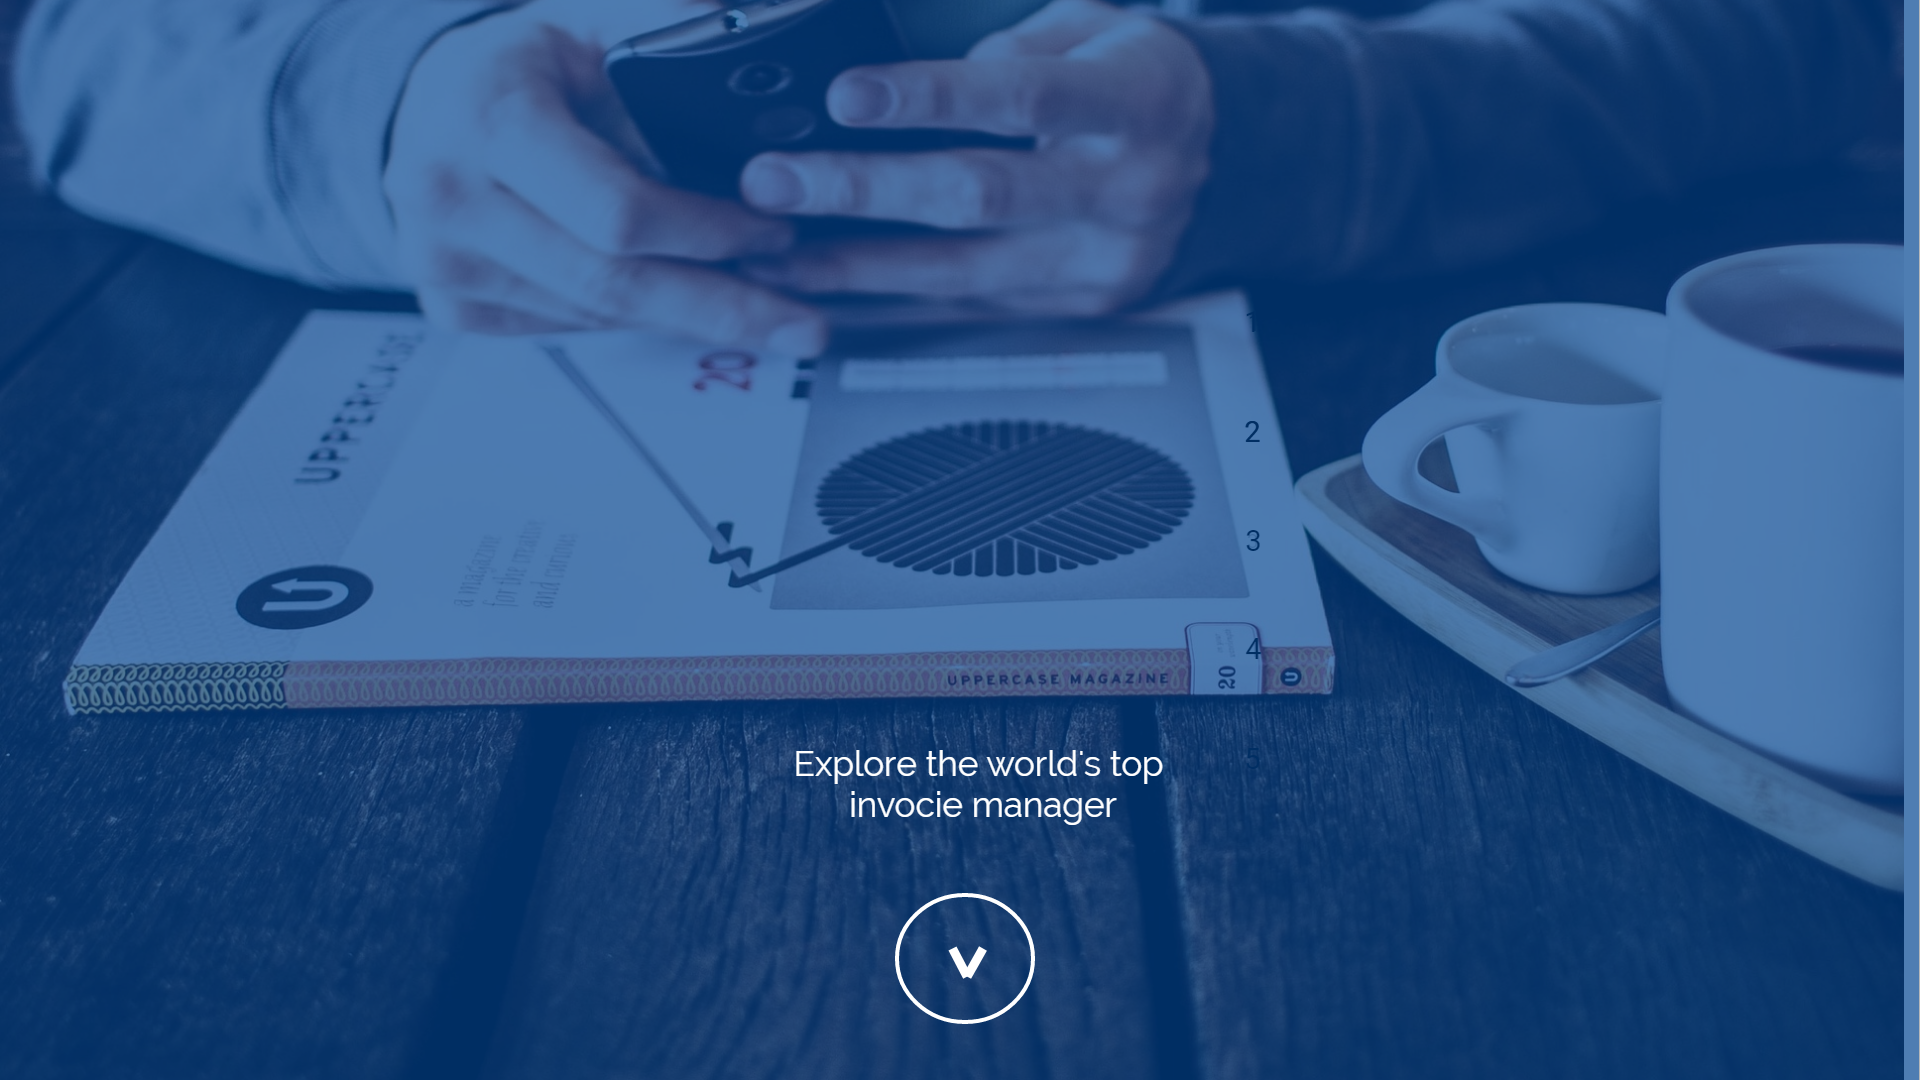 1
2
3
4
5
UPPERCASE
20
a magazine
for the creative
and curious
U
UPPERCASE MAGAZINE
20
U
Explore the world's top
invocie manager
v